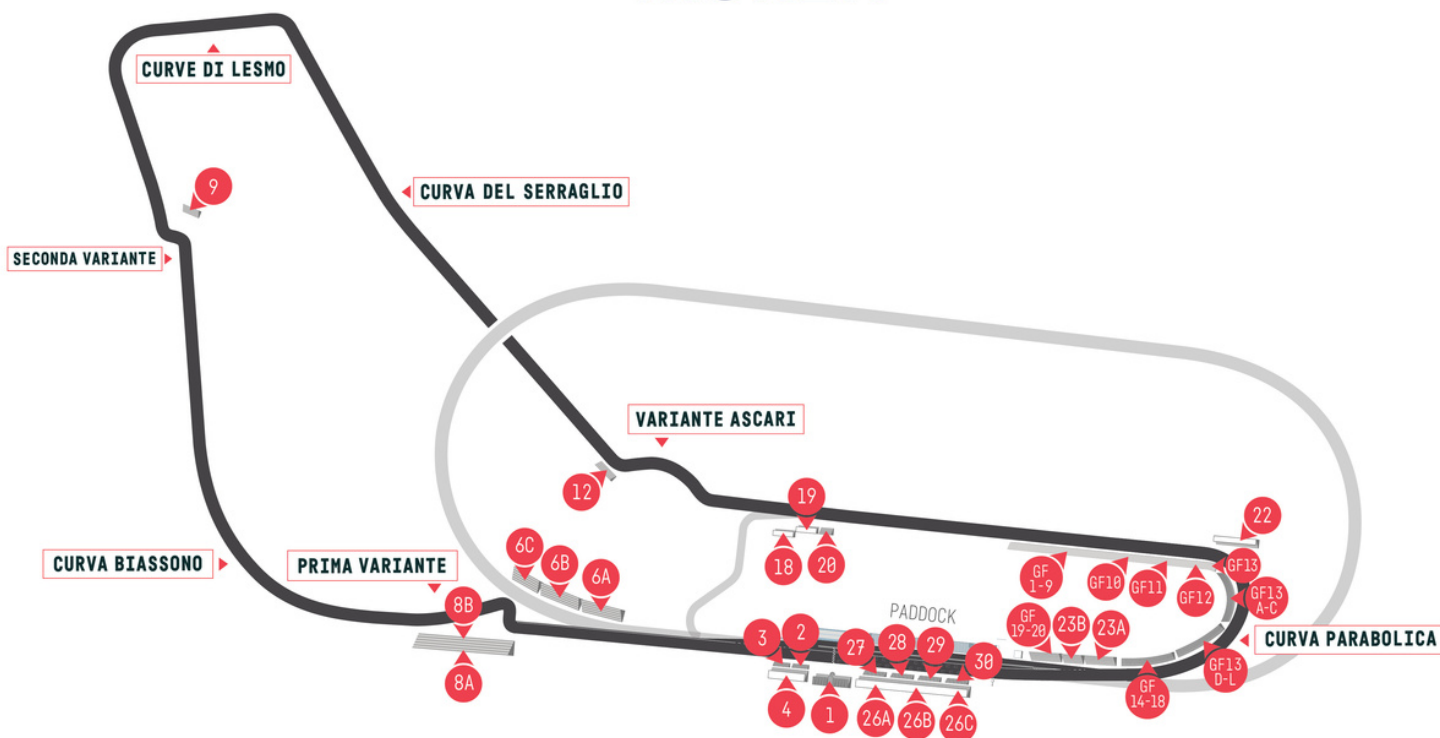 CURVE DI LESMO
9
CURVA DEL SERRAGLIO
SECONDA VARIANTE
VARIANTE ASCARI
12
19
18
20
22
6C
6B
6A
CURVA BIASSONO
PRIMA VARIANTE
8B
8A
GF
1-9
GF10
GF11
GF12
GF13
GF13
A-C
PADDOCK
GF
19-20
23B
23A
CURVA PARABOLICA
3
2
27
28
29
30
GF13
D-L
GF
14-18
4
1
26A
26B
26C